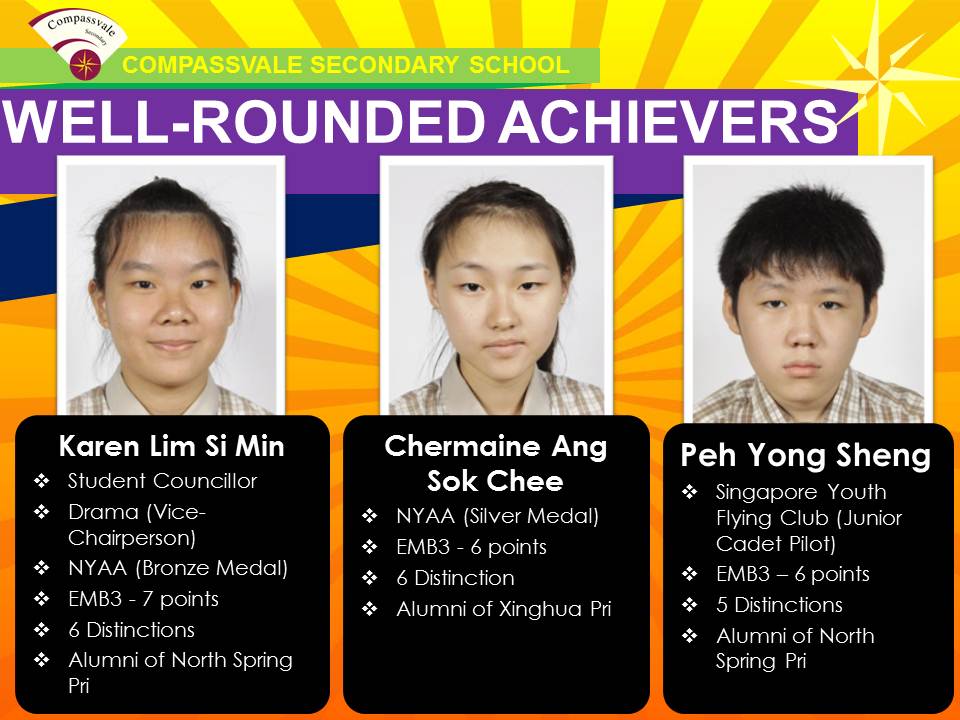 Compassvale
Secondary
COMPASSVALE SECONDARY SCHOOL
WELL-ROUNDED ACHIEVERS
Karen Lim Si Min
❖ Student Councillor
❖ Drama (Vice-
Chairperson)
❖ NYAA (Bronze Medal)
❖ EMB3 - 7 points
❖ 6 Distinctions
❖ Alumni of North Spring
Pri
Chermaine Ang
Sok Chee
❖ NYAA (Silver Medal)
❖ EMB3 - 6 points
❖ 6 Distinction
❖ Alumni of Xinghua Pri
Peh Yong Sheng
❖ Singapore Youth
Flying Club (Junior
Cadet Pilot)
❖ EMB3 – 6 points
❖ 5 Distinctions
❖ Alumni of North
Spring Pri